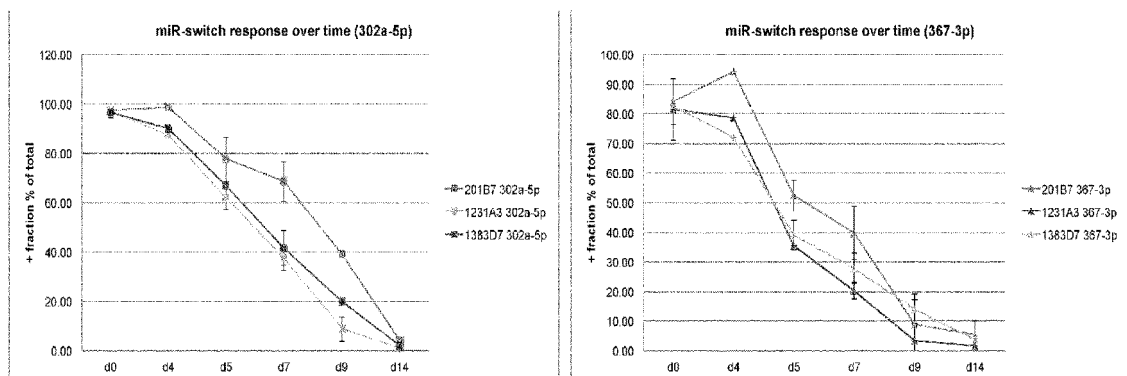 miR-switch response over time (302a-5p)
+ fraction % of total
120.00
100.00
80.00
60.00
40.00
20.00
0.00
d0 d4 d5 d7 d9 d14
201B7 302a-5p
1231A3 302a-5p
1383D7 302a-5p
miR-switch response over time (367-3p)
+ fraction % of total
100.00
90.00
80.00
70.00
60.00
50.00
40.00
30.00
20.00
10.00
0.00
d0 d4 d5 d7 d9 d14
201B7 367-3p
1231A3 367-3p
1383D7 367-3p